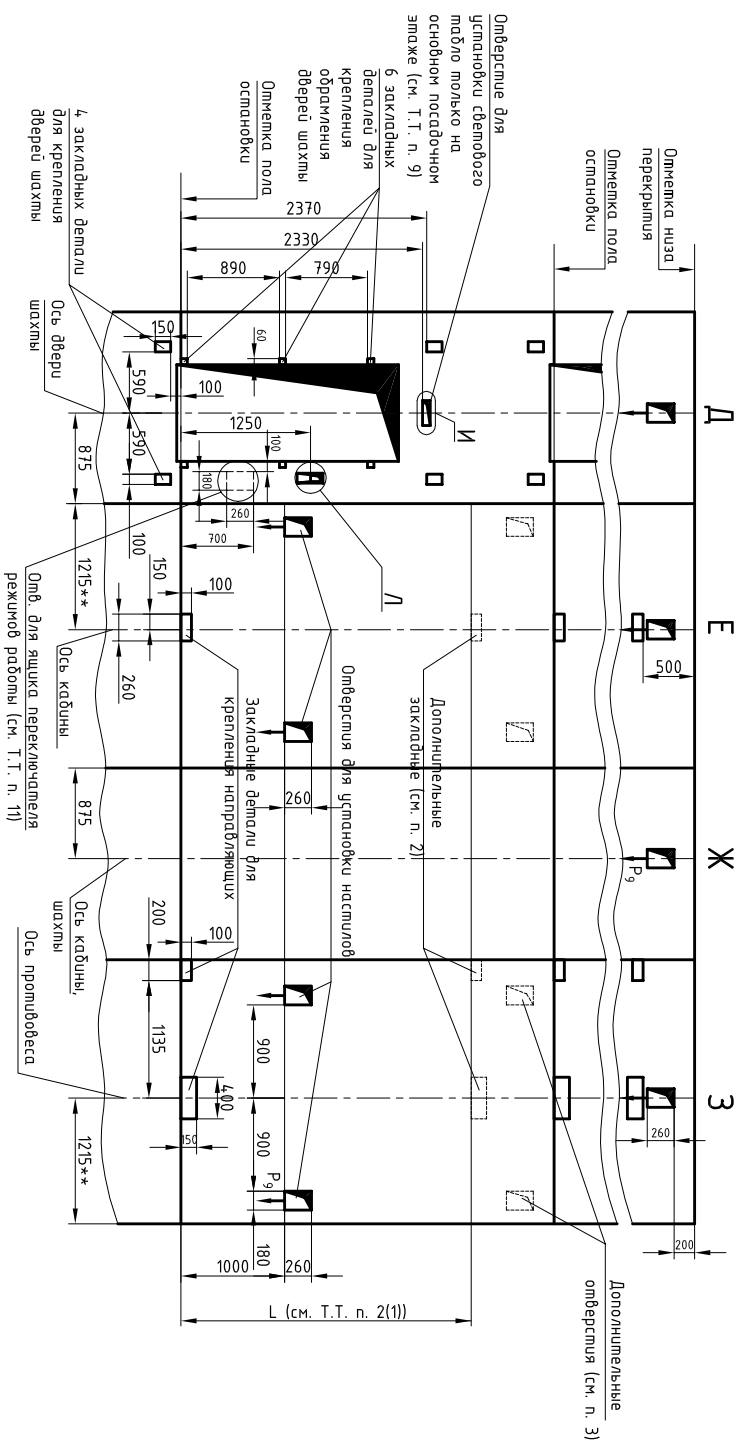 Отметка низа
перекрытия
Отметка пола
остановки
Отверстие для
установки светового
табло только на
основном посадочном
этаже (см. Т.Т. п. 9)
6 закладных
деталей для
крепления
обрамления
дверей шахты
Отметка пола
остановки
4 закладных детали
для крепления
дверей шахты
Ось двери
шахты
Д
Е
Ж
З
2370
2330
890
790
60
150
590
590
100
100
875
1250
100
180
260
700
И
Л
1215**
150
100
260
500
Ось кабины
Отв. для ящика переключателя
режимов работы (см. Т.Т. п. 11)
Закладные детали для
крепления направляющих
Отверстия для установки настилов
Дополнительные
закладные (см. п. 2)
260
875
Р₉
Ось кабины,
шахты
200
100
1135
Ось противовеса
900
400
150
900
Р₉
180
1215**
1000
260
260
200
L (см. Т.Т. п. 2(1))
Дополнительные
отверстия (см. п. 3)